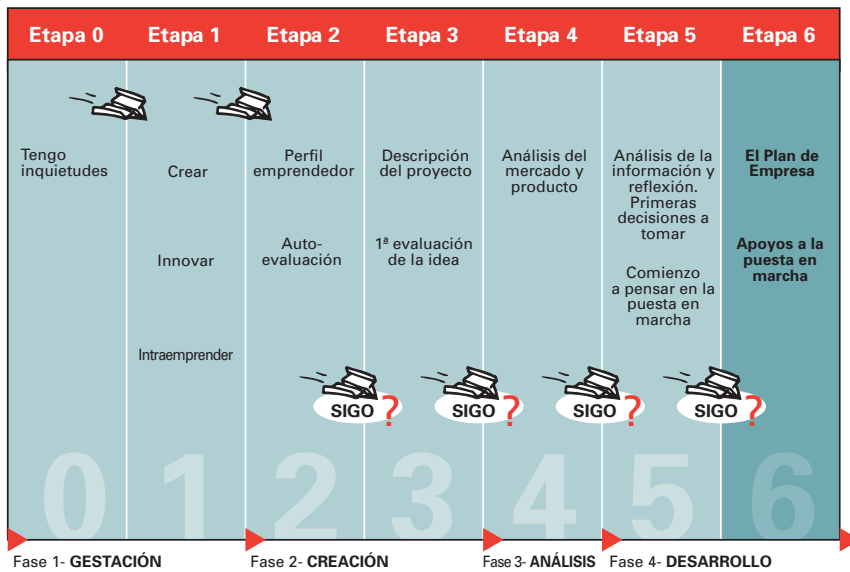 Etapa 0
Etapa 1
Etapa 2
Etapa 3
Etapa 4
Etapa 5
Etapa 6
Tengo
inquietudes
Crear
Innovar
Intraemprender
Perfil
emprendedor
Auto-
evaluación
Descripción
del proyecto
1ª evaluación
de la idea
Análisis del
mercado y
producto
Análisis de la
información y
reflexión.
Primeras
decisiones a
tomar
Comienzo
a pensar en la
puesta en
marcha
El Plan de
Empresa
Apoyos a la
puesta en
marcha
SIGO?
SIGO?
SIGO?
SIGO?
0
1
2
3
4
5
6
Fase 1- GESTACIÓN
Fase 2- CREACIÓN
Fase 3- ANÁLISIS
Fase 4- DESARROLLO